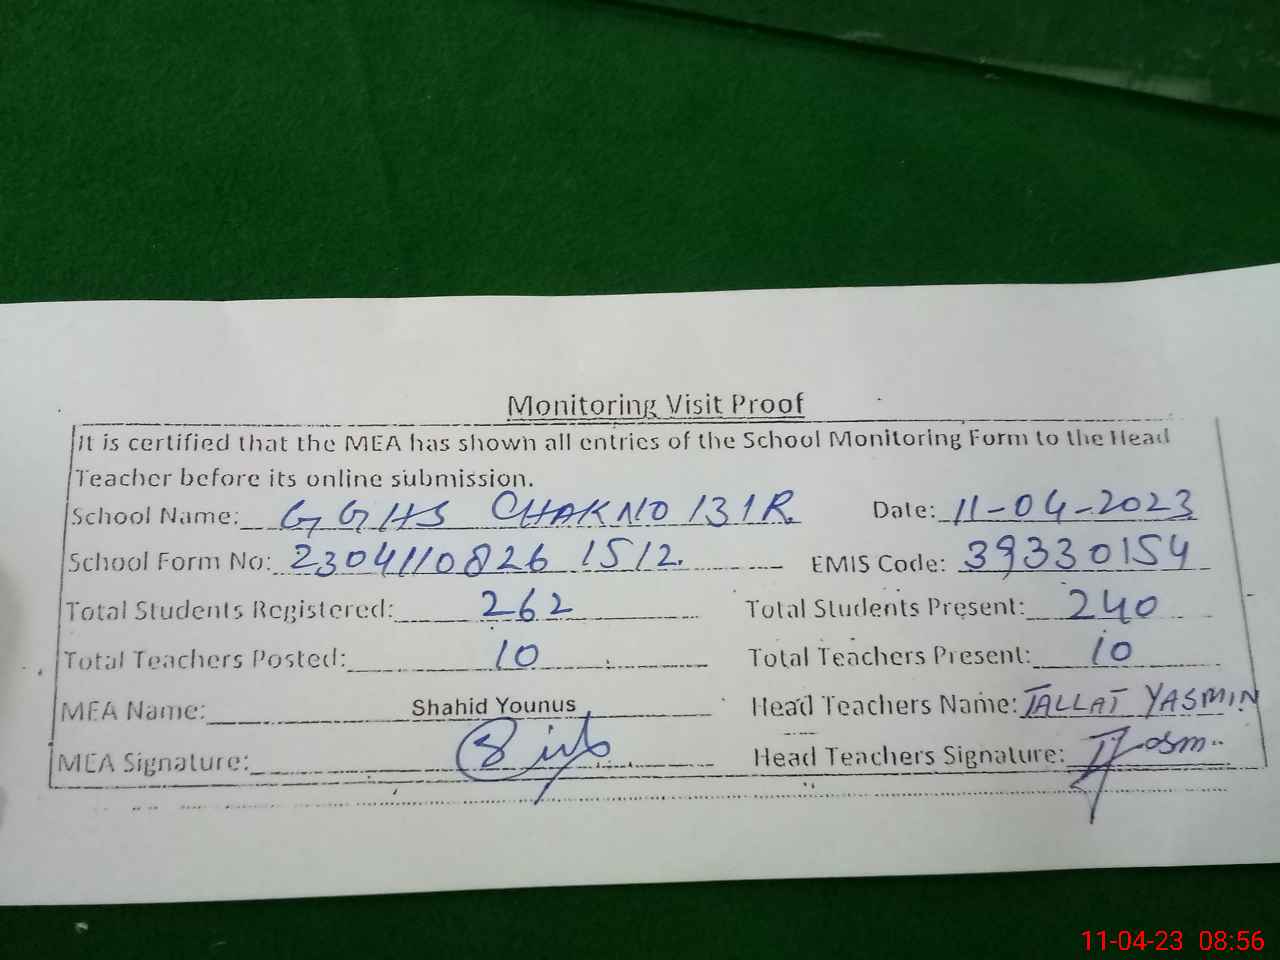 Monitoring Visit Proof
It is certified that the MEA has shown all entries of the School Monitoring Form to the Head
Teacher before its online submission.
School Name: GGHS CHAK NO 131R Date: 11-04-2023
School Form No: 2304110826 1512. EMIS Code: 39330154
Total Students Registered: 262 Total Students Present: 240
Total Teachers Posted: 10 Total Teachers Present: 10
MEA Name: Shahid Younus Head Teachers Name: TALLAT YASMIN
MEA Signature: Head Teachers Signature:
11-04-23 08:56